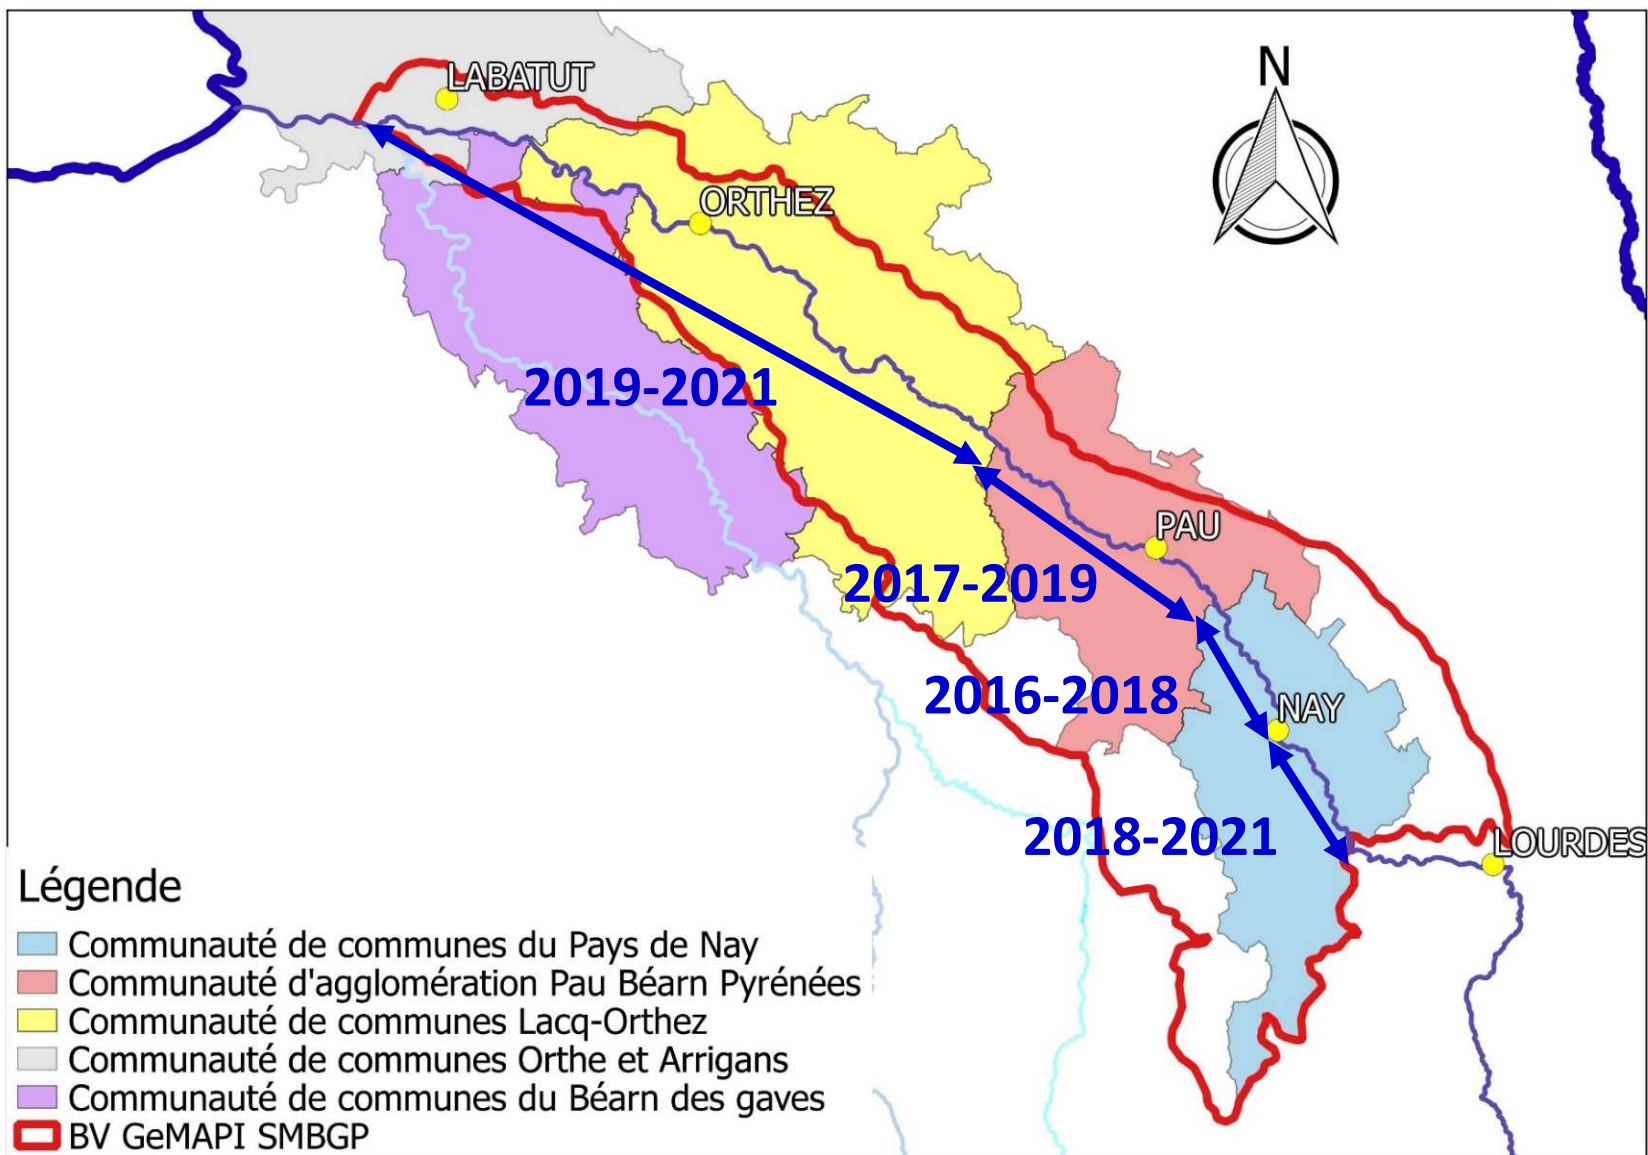 N
LABATUT
ORTHEZ
2019-2021
PAU
2017-2019
2016-2018
NAY
2018-2021
LOURDES
Légende
Communauté de communes du Pays de Nay
Communauté d'agglomération Pau Béarn Pyrénées
Communauté de communes Lacq-Orthez
Communauté de communes Orthe et Arrigans
Communauté de communes du Béarn des gaves
BV GeMAPI SMBGP